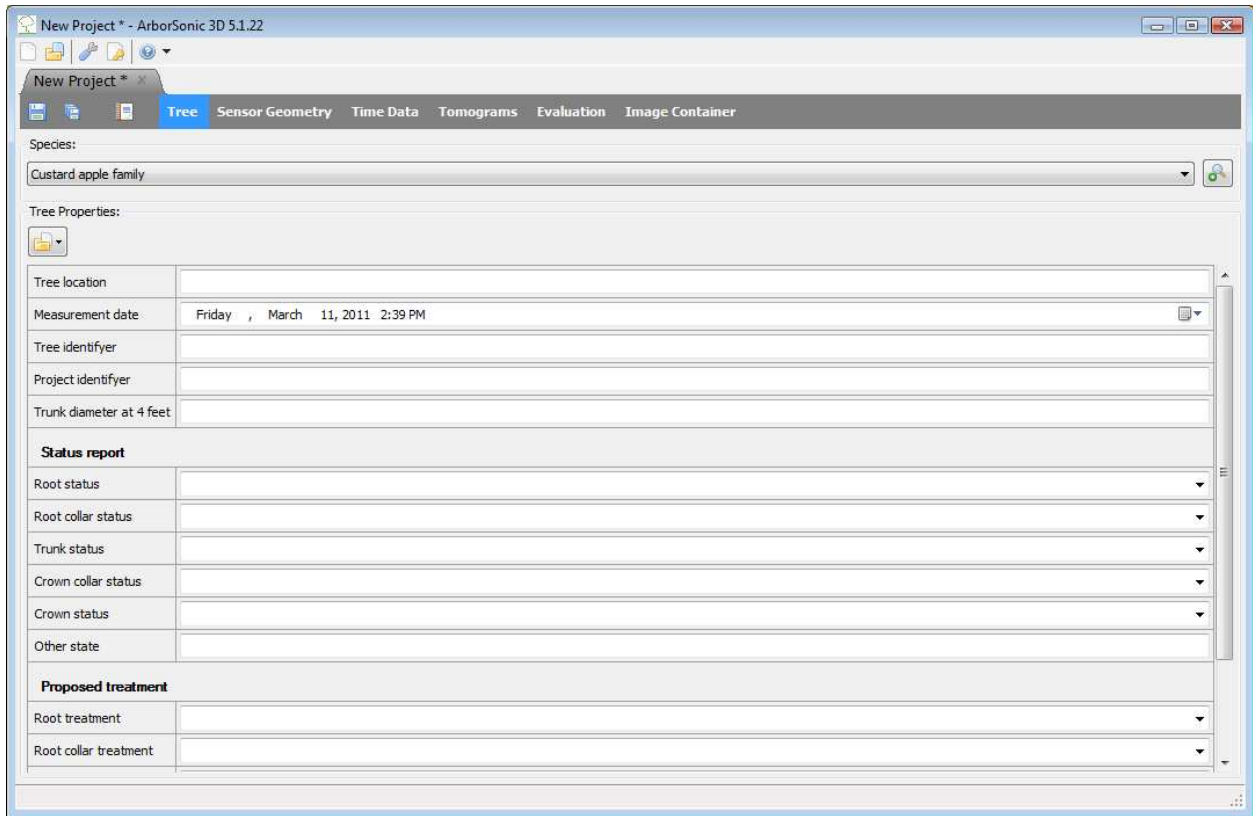 New Project * - ArborSonic 3D 5.1.22
New Project *
Tree Sensor Geometry Time Data Tomograms Evaluation Image Container
Species:
Custard apple family
Tree Properties:
Tree location
Measurement date Friday , March 11, 2011 2:39 PM
Tree identifyer
Project identifyer
Trunk diameter at 4 feet
Status report
Root status
Root collar status
Trunk status
Crown collar status
Crown status
Other state
Proposed treatment
Root treatment
Root collar treatment